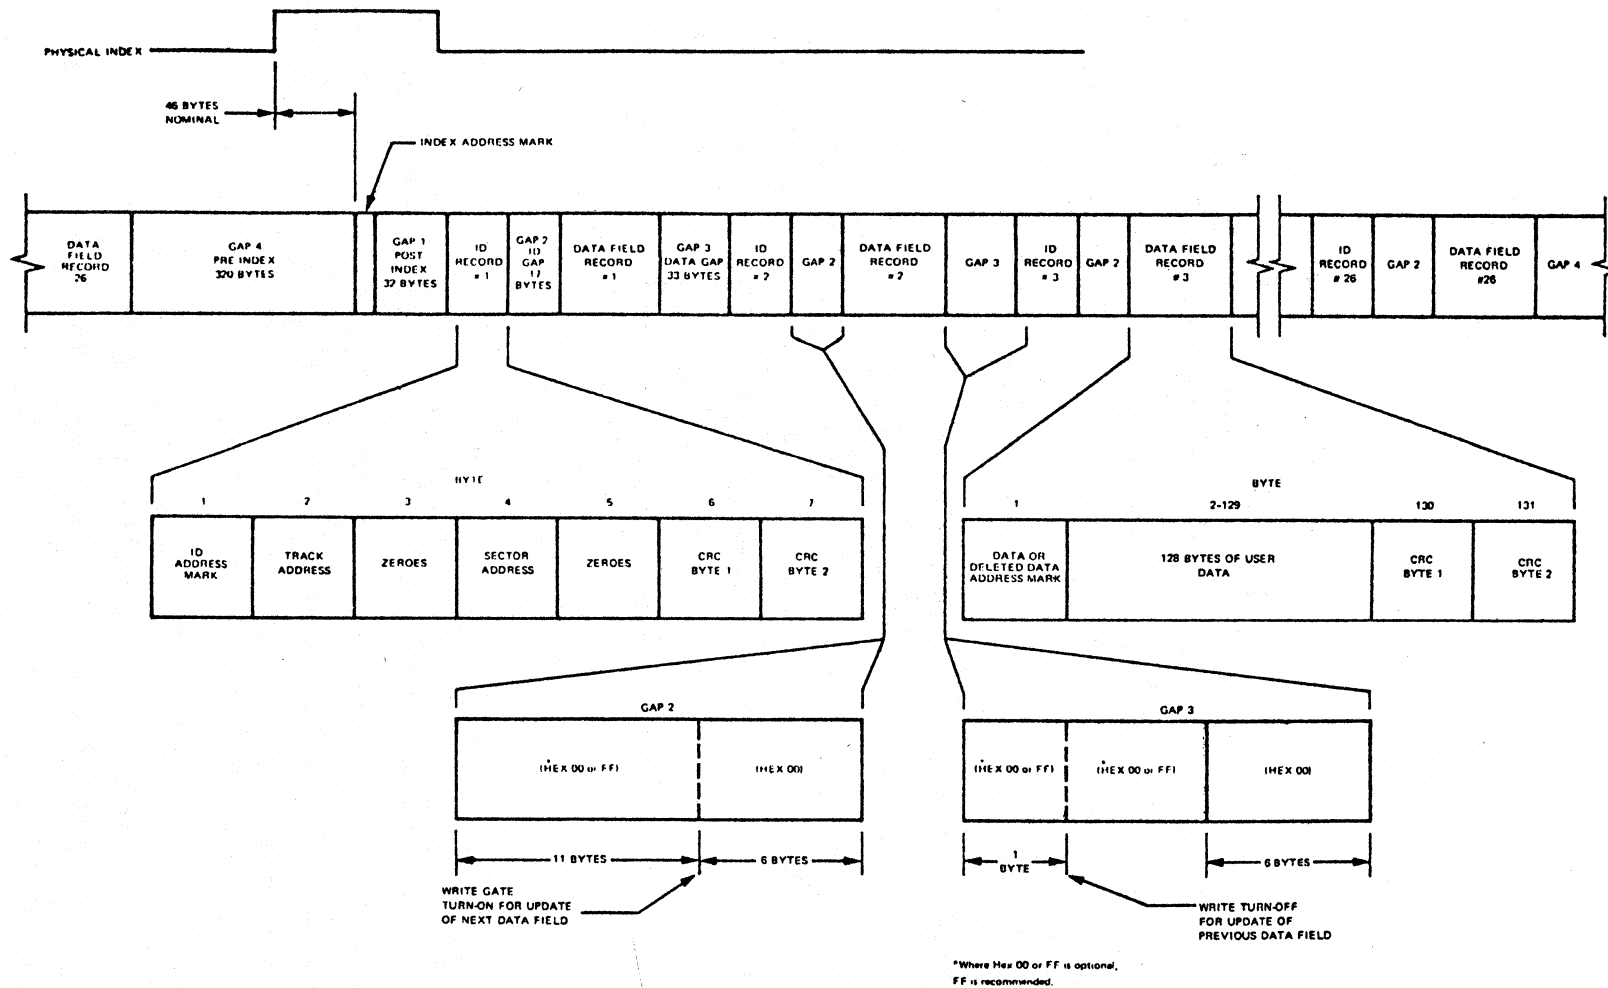 PHYSICAL INDEX
46 BYTES
NOMINAL
INDEX ADDRESS MARK
DATA
FIELD
RECORD
26
GAP 4
PRE INDEX
320 BYTES
GAP 1
POST
INDEX
32 BYTES
ID
RECORD
# 1
GAP 2
ID
GAP
17
BYTES
DATA FIELD
RECORD
#1
GAP 3
DATA GAP
33 BYTES
ID
RECORD
# 2
GAP 2
DATA FIELD
RECORD
#2
GAP 3
ID
RECORD
# 3
GAP 2
DATA FIELD
RECORD
# 3
ID
RECORD
# 26
GAP 2
DATA FIELD
RECORD
#26
GAP 4
BYTE
1 2 3 4 5 6 7
ID
ADDRESS
MARK
TRACK
ADDRESS
ZEROES
SECTOR
ADDRESS
ZEROES
CRC
BYTE 1
CRC
BYTE 2
BYTE
1 2-129 130 131
DATA OR
DELETED DATA
ADDRESS MARK
128 BYTES OF USER
DATA
CRC
BYTE 1
CRC
BYTE 2
GAP 2
*(HEX 00 or FF)
(HEX 00)
11 BYTES
6 BYTES
WRITE GATE
TURN-ON FOR UPDATE
OF NEXT DATA FIELD
GAP 3
*(HEX 00 or FF)
*(HEX 00 or FF)
(HEX 00)
1
BYTE
6 BYTES
WRITE TURN-OFF
FOR UPDATE OF
PREVIOUS DATA FIELD
*Where Hex 00 or FF is optional,
FF is recommended.